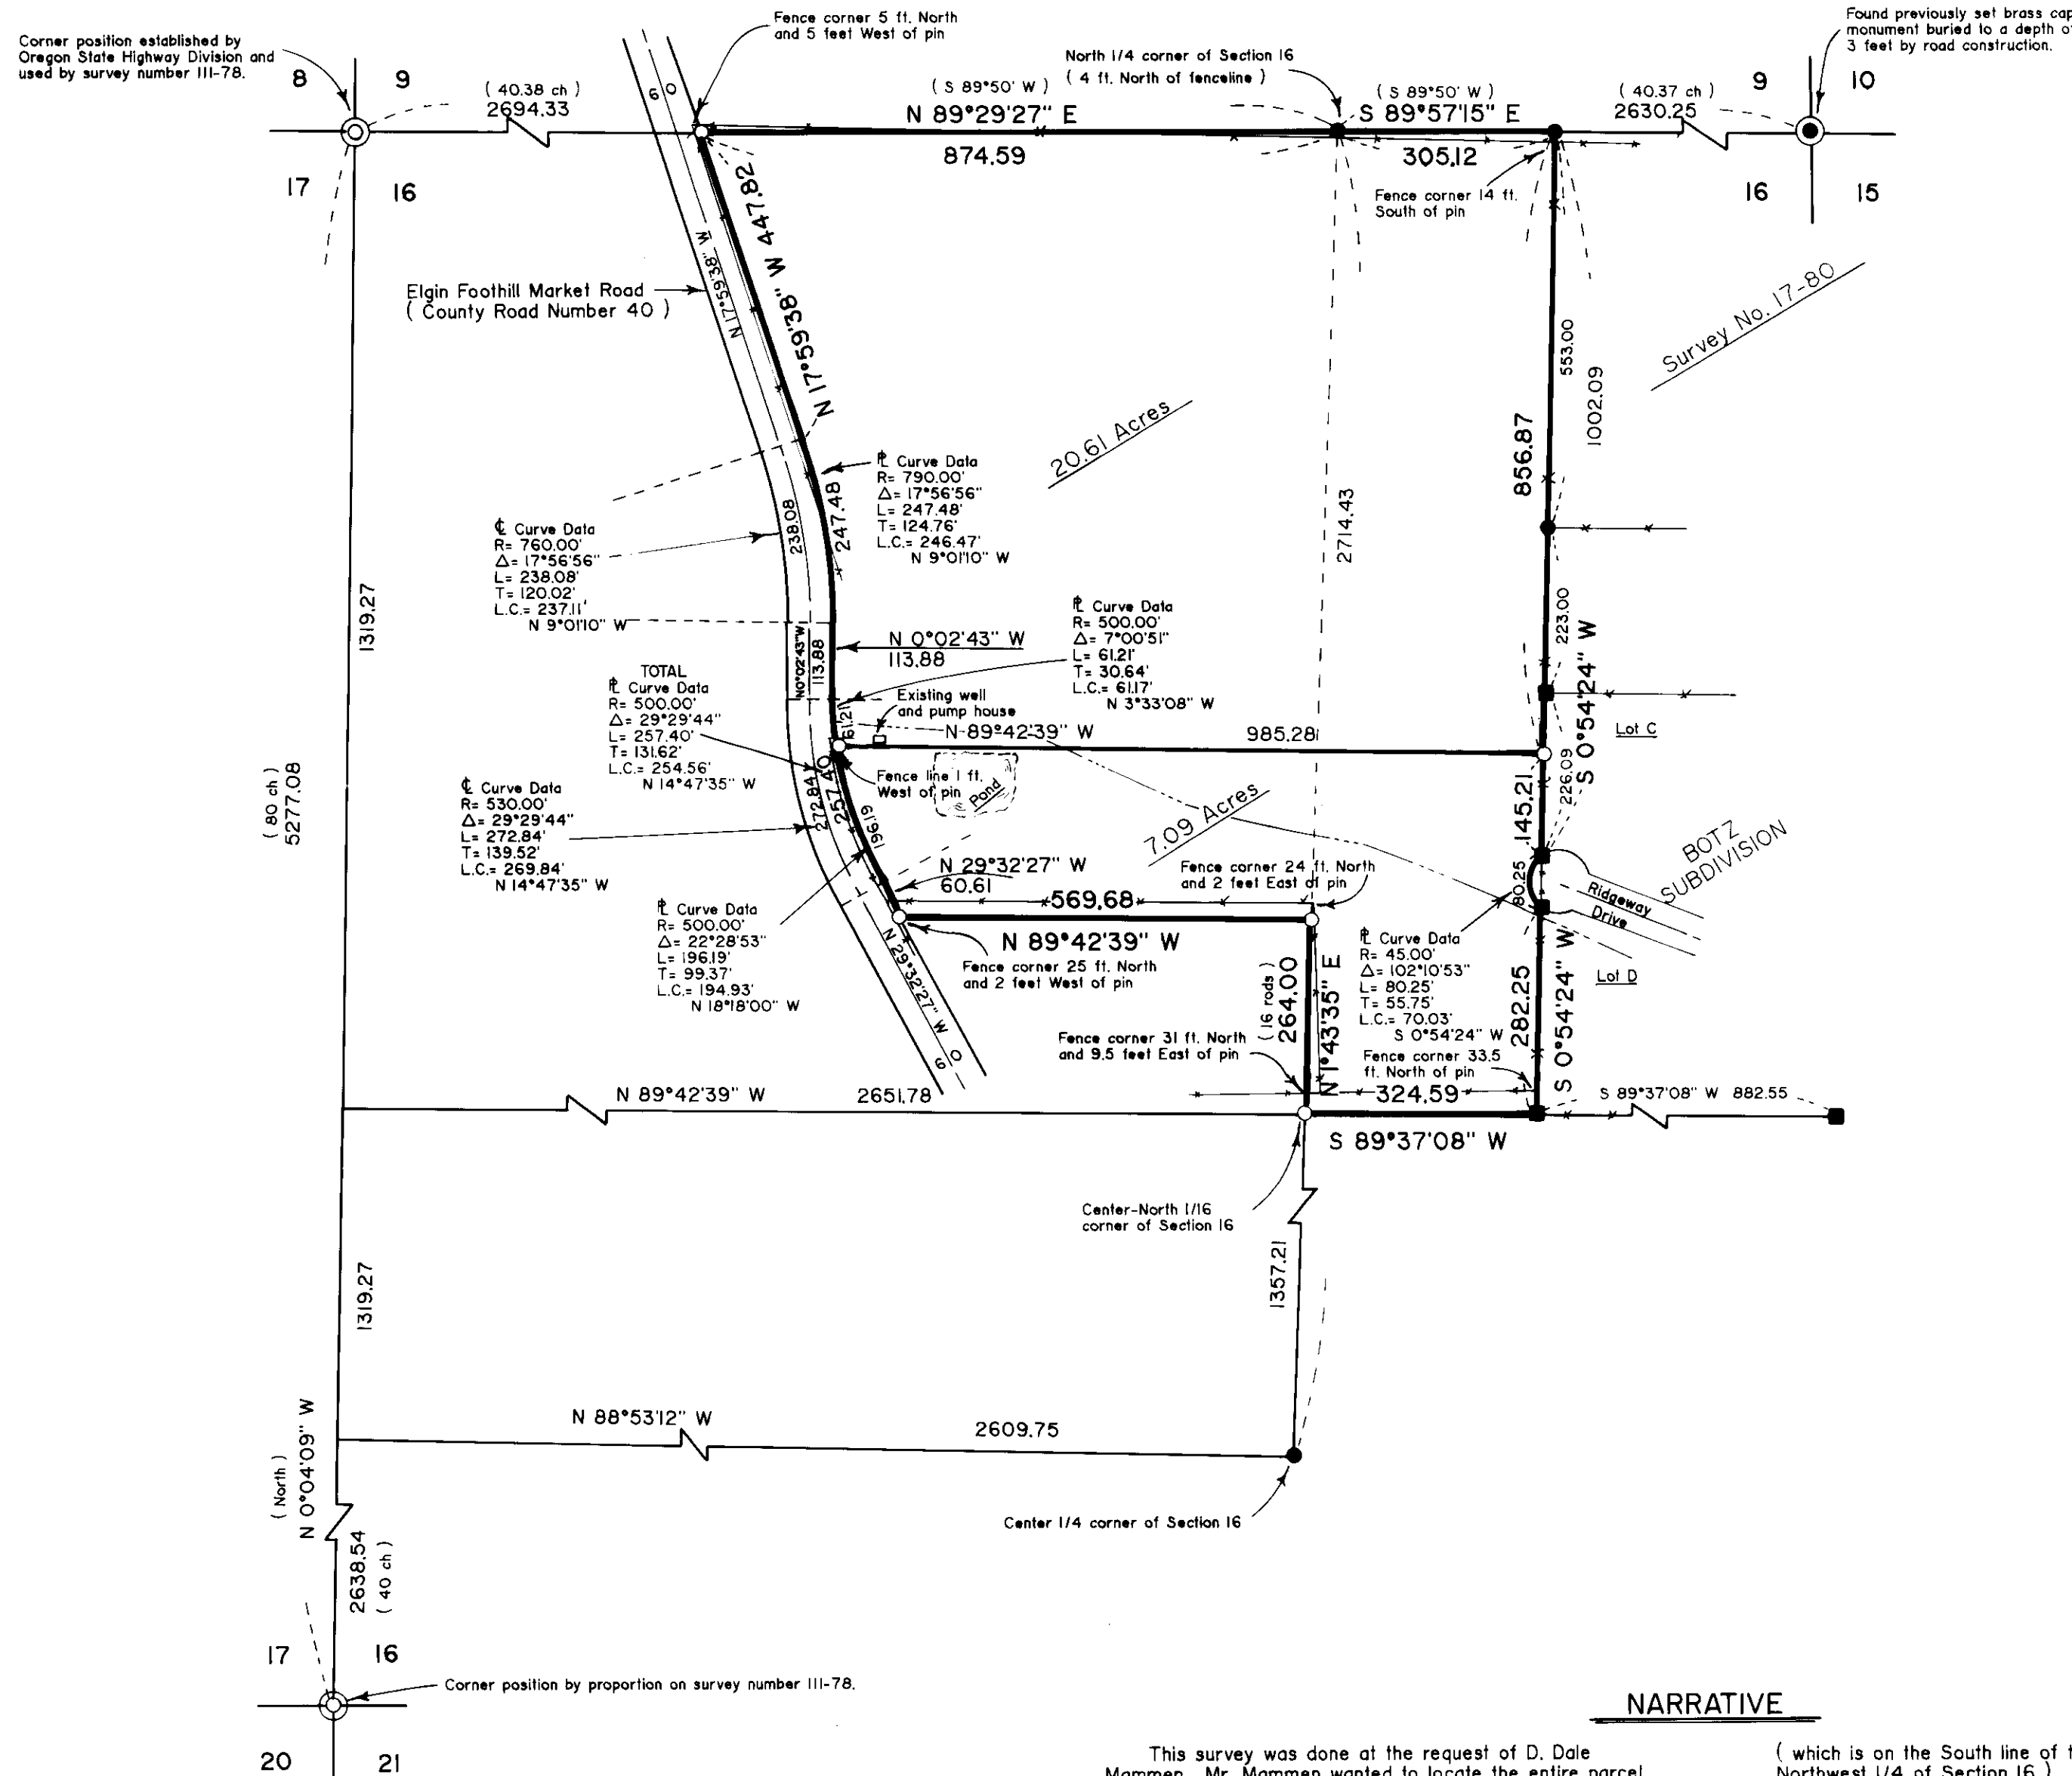 Corner position established by
Oregon State Highway Division and
used by survey number 111-78.
8
9
17
16
( 40.38 ch )
2694.33
60
Fence corner 5 ft. North
and 5 feet West of pin
North 1/4 corner of Section 16
( 4 ft. North of fenceline )
( S 89°50' W )
N 89°29'27" E
874.59
( S 89°50' W )
S 89°57'15" E
305.12
( 40.37 ch )
2630.25
Found previously set brass cap
monument buried to a depth of
3 feet by road construction.
9
10
16
15
Fence corner 14 ft.
South of pin
N 17°59'38" W 447.82
N 17°59'38" W
Elgin Foothill Market Road
( County Road Number 40 )
20.61 Acres
Survey No. 17-80
553.00
1002.09
856.87
2714.43
℄ Curve Data
R= 790.00'
Δ= 17°56'56"
L= 247.48'
T= 124.76'
L.C.= 246.47'
N 9°01'10" W
247.48
238.08
℄ Curve Data
R= 760.00'
Δ= 17°56'56"
L= 238.08'
T= 120.02'
L.C.= 237.11'
N 9°01'10" W
1319.27
N 0°02'43" W
113.88
N0°02'43"W
113.88
℄ Curve Data
R= 500.00'
Δ= 7°00'51"
L= 61.21'
T= 30.64'
L.C.= 61.17'
N 3°33'08" W
223.00
S 0°54'24" W
TOTAL
℄ Curve Data
R= 500.00'
Δ= 29°29'44"
L= 257.40'
T= 131.62'
L.C.= 254.56'
N 14°47'35" W
Existing well
and pump house
61.21
N 89°42'39" W
985.28
Lot C
( 80 ch )
5277.08
℄ Curve Data
R= 530.00'
Δ= 29°29'44"
L= 272.84'
T= 139.52'
L.C.= 269.84'
N 14°47'35" W
272.84
257.40
196.19
Fence line 1 ft.
West of pin
Pond
7.09 Acres
145.21
226.09
BOTZ
SUBDIVISION
N 29°32'27" W
60.61
569.68
N 89°42'39" W
Fence corner 24 ft. North
and 2 feet East of pin
80.25
Ridgeway
Drive
℄ Curve Data
R= 500.00'
Δ= 22°28'53"
L= 196.19'
T= 99.37'
L.C.= 194.93'
N 18°18'00" W
N 29°32'27" W
60
Fence corner 25 ft. North
and 2 feet West of pin
( 16 rods )
264.00
N 1°43'35" E
℄ Curve Data
R= 45.00'
Δ= 102°10'53"
L= 80.25'
T= 55.75'
L.C.= 70.03'
S 0°54'24" W
282.25
S 0°54'24" W
Lot D
Fence corner 31 ft. North
and 9.5 feet East of pin
Fence corner 33.5
ft. North of pin
N 89°42'39" W
2651.78
324.59
S 89°37'08" W 882.55
S 89°37'08" W
Center-North 1/16
corner of Section 16
1319.27
1357.21
N 88°53'12" W
2609.75
Center 1/4 corner of Section 16
( North )
N 0°04'09" W
2638.54
( 40 ch )
17
16
Corner position by proportion on survey number 111-78.
20
21
NARRATIVE
This survey was done at the request of D. Dale
Mammen. Mr. Mammen wanted to locate the entire parcel
( which is on the South line of t
Northwest 1/4 of Section 16 )